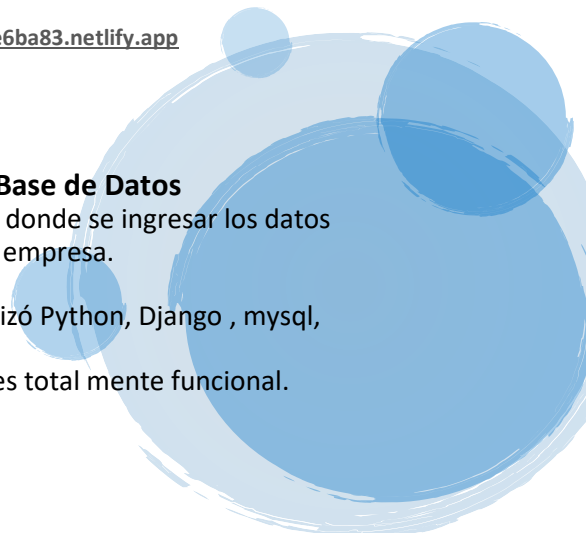 e6ba83.netlify.app
Base de Datos
donde se ingresar los datos
empresa.
izó Python, Django , mysql,
es total mente funcional.